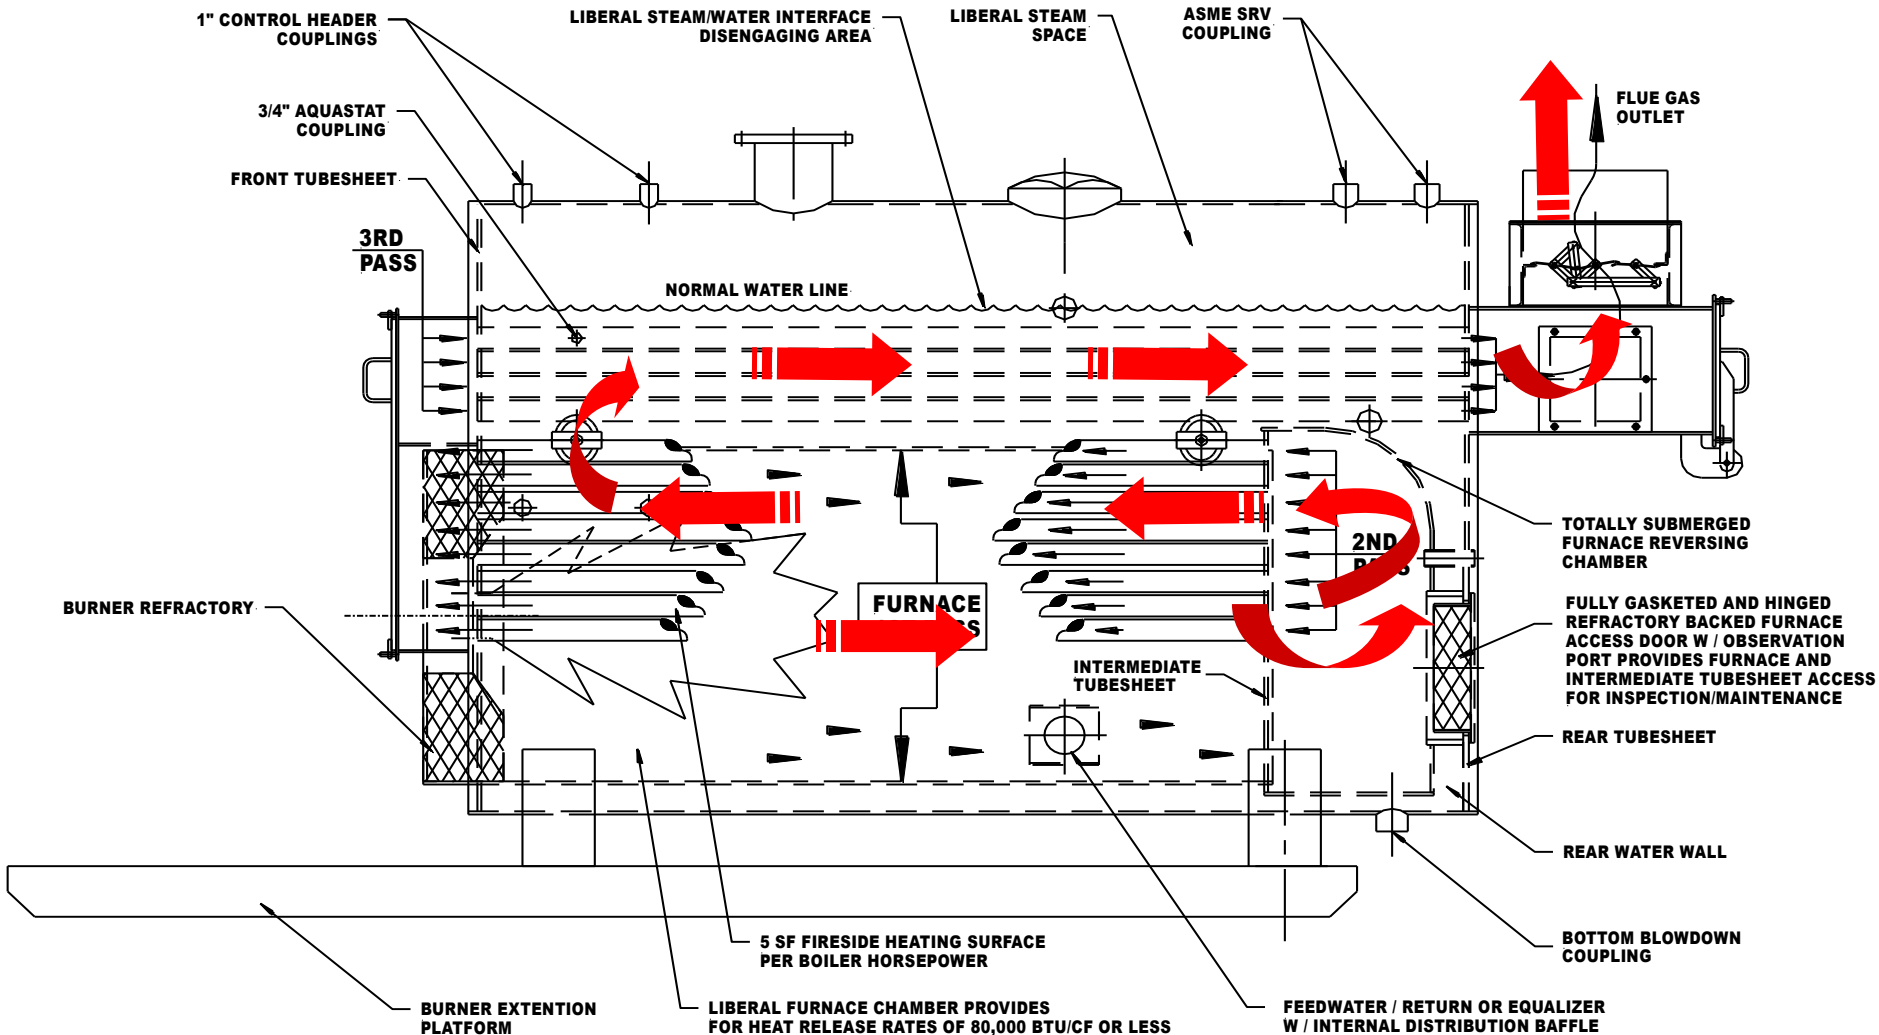 1" CONTROL HEADER
COUPLINGS
LIBERAL STEAM/WATER INTERFACE
DISENGAGING AREA
LIBERAL STEAM
SPACE
ASME SRV
COUPLING
3/4" AQUASTAT
COUPLING
FLUE GAS
OUTLET
FRONT TUBESHEET
3RD
PASS
NORMAL WATER LINE
2ND
TOTALLY SUBMERGED
FURNACE REVERSING
CHAMBER
BURNER REFRACTORY
FURNACE
FULLY GASKETED AND HINGED
REFRACTORY BACKED FURNACE
ACCESS DOOR W / OBSERVATION
PORT PROVIDES FURNACE AND
INTERMEDIATE TUBESHEET ACCESS
FOR INSPECTION/MAINTENANCE
INTERMEDIATE
TUBESHEET
REAR TUBESHEET
REAR WATER WALL
5 SF FIRESIDE HEATING SURFACE
PER BOILER HORSEPOWER
BOTTOM BLOWDOWN
COUPLING
BURNER EXTENTION
PLATFORM
LIBERAL FURNACE CHAMBER PROVIDES
FOR HEAT RELEASE RATES OF 80,000 BTU/CF OR LESS
FEEDWATER / RETURN OR EQUALIZER
W / INTERNAL DISTRIBUTION BAFFLE